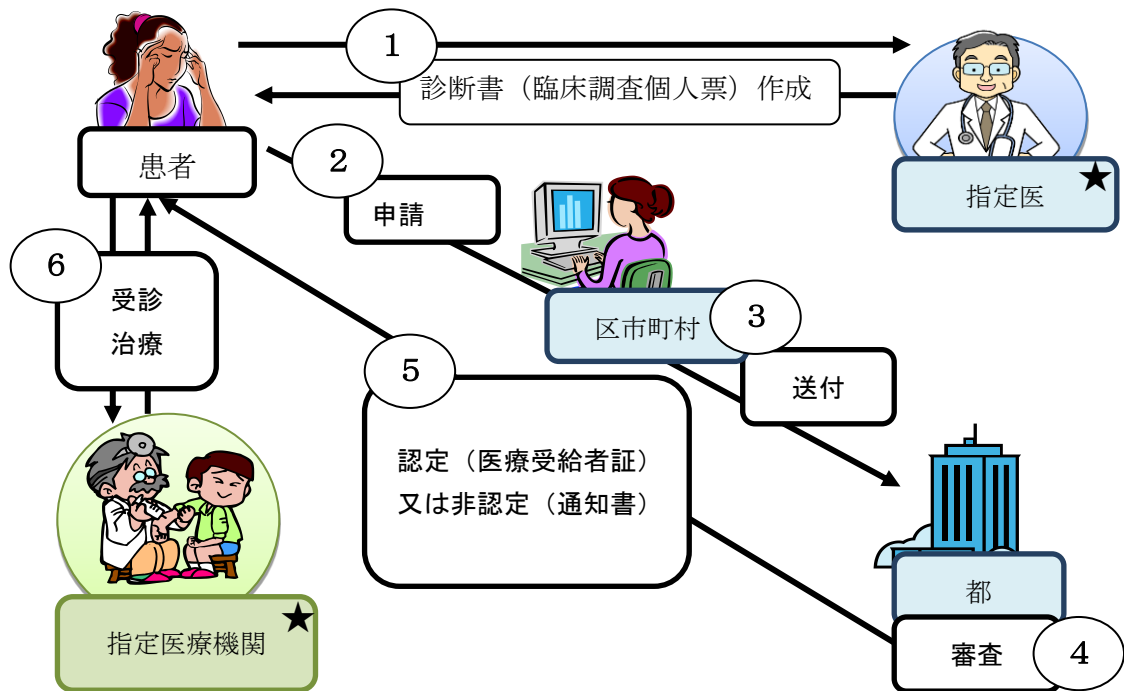 1
診断書（臨床調査個人票）作成
患者
2
申請
指定医
★
6
受診
治療
区市町村
3
送付
5
認定（医療受給者証）
又は非認定（通知書）
指定医療機関
★
都
審査
4